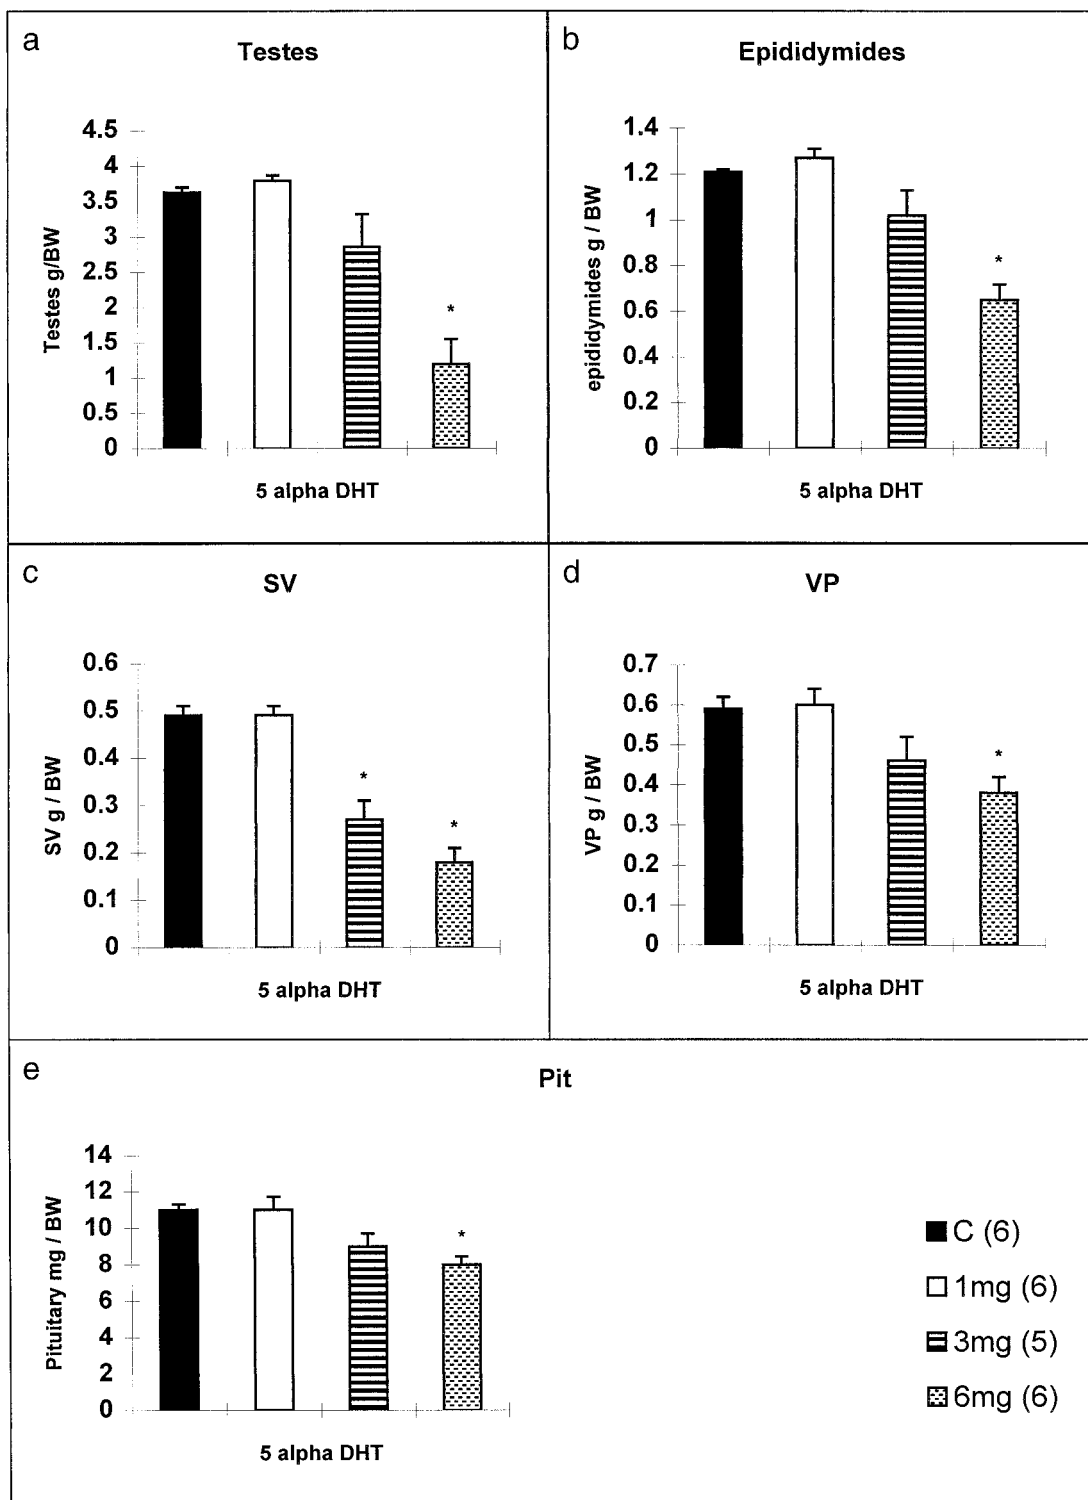 a
Testes
4.5
4
3.5
3
2.5
2
1.5
1
0.5
0
Testes g/BW
*
5 alpha DHT
b
Epididymides
1.4
1.2
1
0.8
0.6
0.4
0.2
0
epididymides g / BW
*
5 alpha DHT
c
SV
0.6
0.5
0.4
0.3
0.2
0.1
0
SV g / BW
*
*
5 alpha DHT
d
VP
0.7
0.6
0.5
0.4
0.3
0.2
0.1
0
VP g / BW
*
5 alpha DHT
e
Pit
14
12
10
8
6
4
2
0
Pituitary mg / BW
*
5 alpha DHT
C (6)
1mg (6)
3mg (5)
6mg (6)